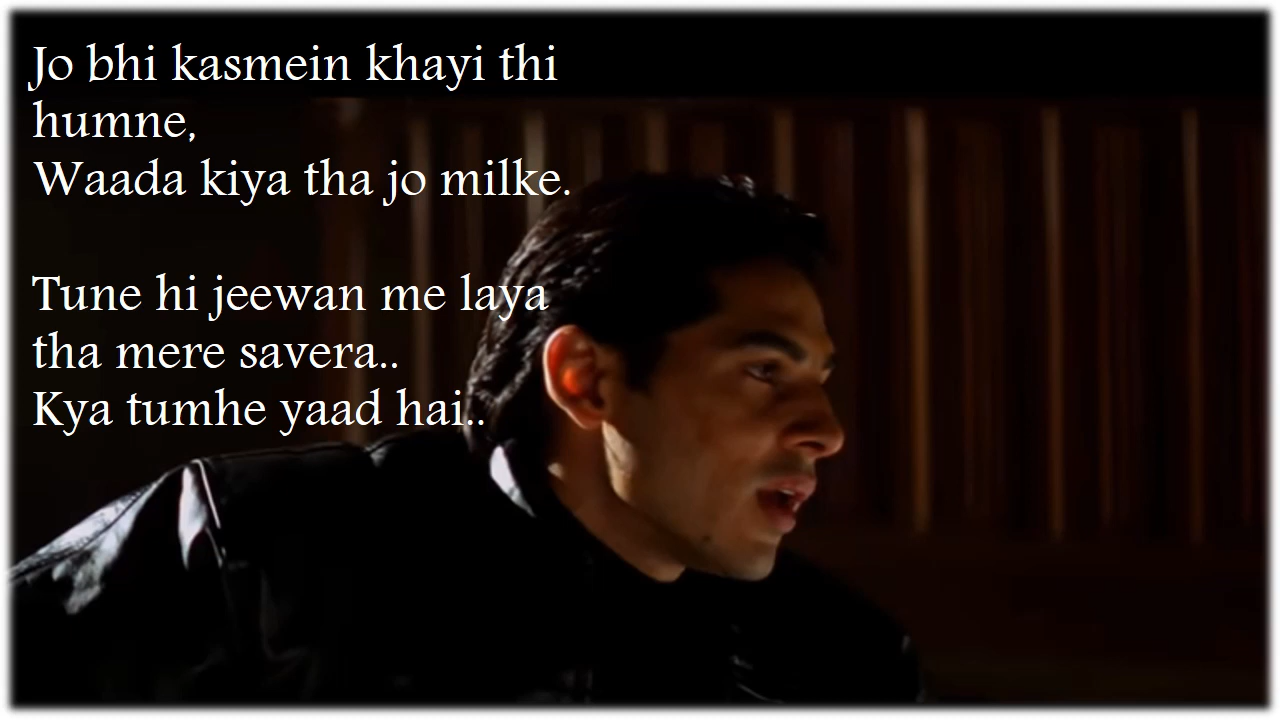 Jo bhi kasmein khayi thi
humne,
Waada kiya tha jo milke.
Tune hi jeewan me laya
tha mere savera..
Kya tumhe yaad hai..